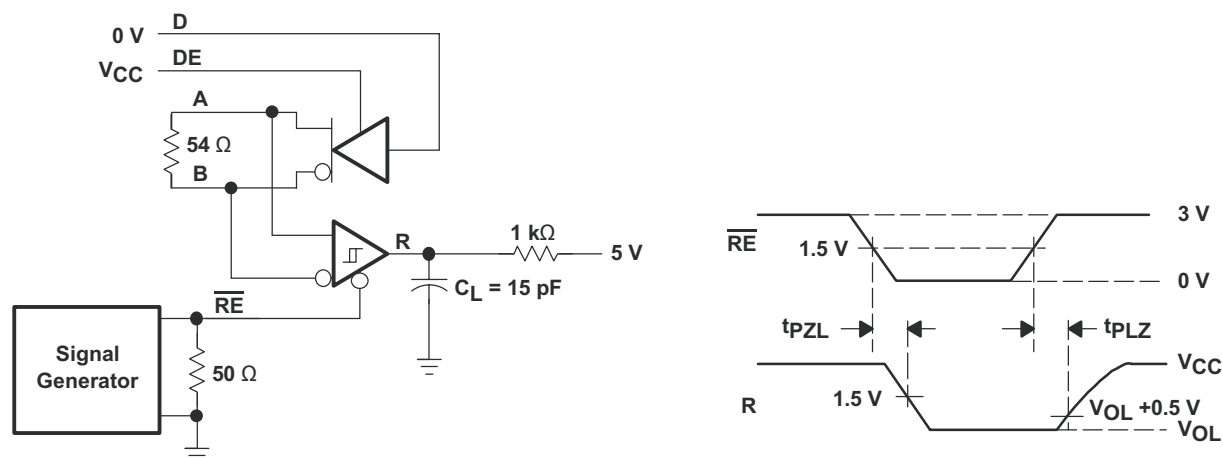 D
0 V
DE
VCC
A
54 Ω
B
R
1 kΩ
5 V
CL = 15 pF
RE
Signal
Generator
50 Ω
3 V
RE
1.5 V
0 V
tPZL
tPLZ
VCC
1.5 V
R
VOL +0.5 V
VOL